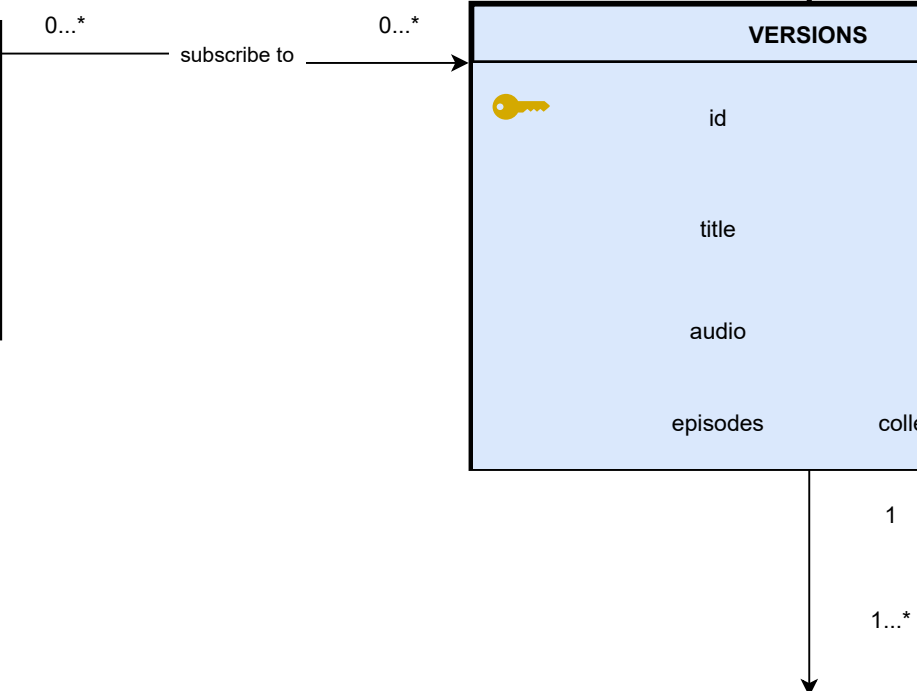 0...*
0...*
subscribe to
VERSIONS
id
title
audio
episodes
1
1...*